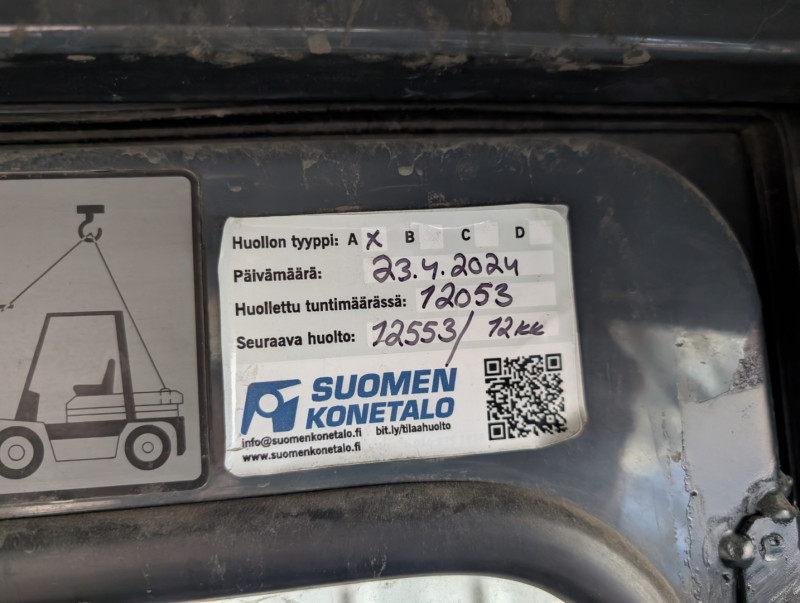 Huollon tyyppi: A X B C D
Päivämäärä: 23.4.2024
Huollettu tuntimäärässä: 12053
Seuraava huolto: 12553/ 12kk
SUOMEN
KONETALO
info@suomenkonetalo.fi bit.ly/tilaahuolto
www.suomenkonetalo.fi